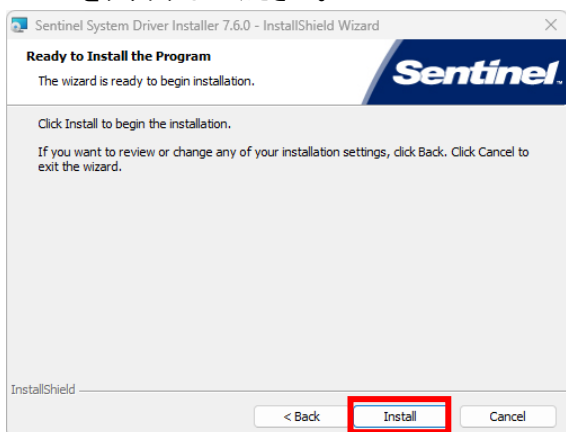 Sentinel System Driver Installer 7.6.0 - InstallShield Wizard
Ready to Install the Program
The wizard is ready to begin installation.
Sentinel.
Click Install to begin the installation.
If you want to review or change any of your installation settings, click Back. Click Cancel to
exit the wizard.
InstallShield
< Back Install Cancel